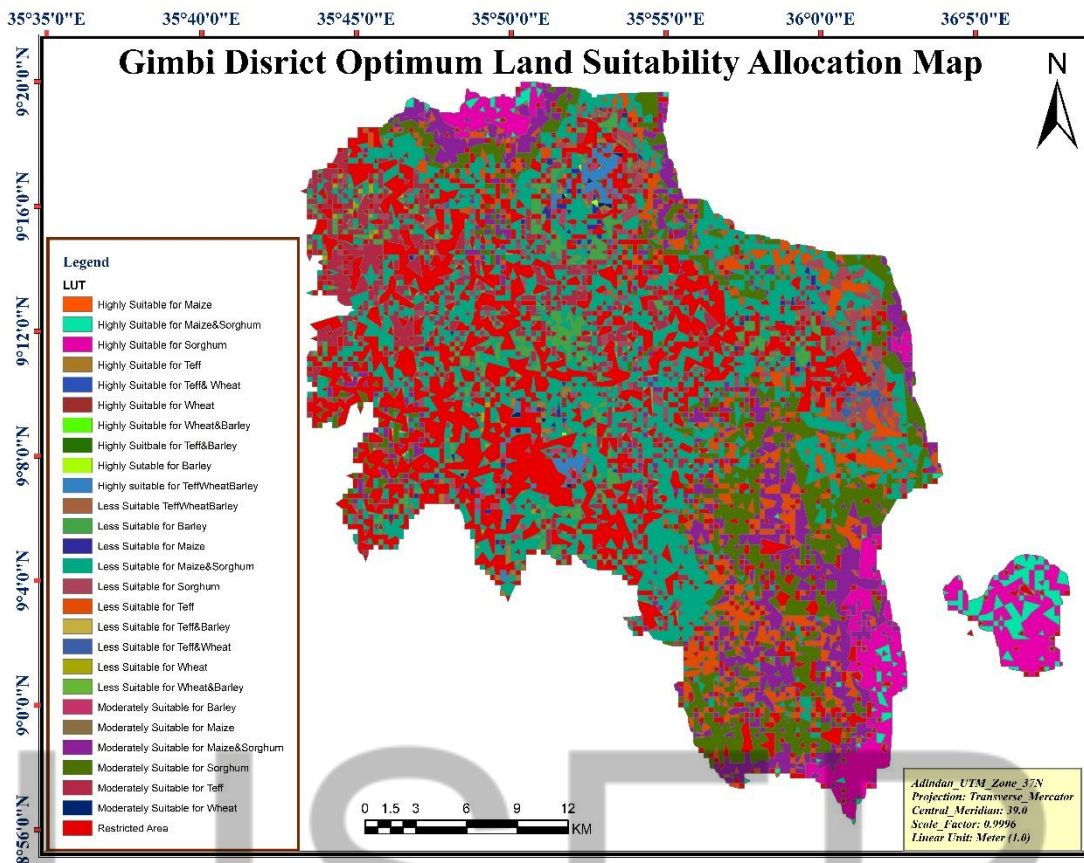 35°35'0"E 35°40'0"E 35°45'0"E 35°50'0"E 35°55'0"E 36°0'0"E 36°5'0"E
Gimbi Disrict Optimum Land Suitability Allocation Map
N
9°20'0"N
9°16'0"N
9°12'0"N
9°8'0"N
9°4'0"N
9°0'0"N
8°56'0"N
Legend
LUT
Highly Suitable for Maize
Highly Suitable for Maize&Sorghum
Highly Suitable for Sorghum
Highly Suitable for Teff
Highly Suitable for Teff& Wheat
Highly Suitable for Wheat
Highly Suitable for Wheat&Barley
Highly Suitbale for Teff&Barley
Highly Sutable for Barley
Highly suitable for TeffWheatBarley
Less Suitable TeffWheatBarley
Less Suitable for Barley
Less Suitable for Maize
Less Suitable for Maize&Sorghum
Less Suitable for Sorghum
Less Suitable for Teff
Less Suitable for Teff&Barley
Less Suitable for Teff&Wheat
Less Suitable for Wheat
Less Suitable for Wheat&Barley
Moderately Suitable for Barley
Moderately Suitable for Maize
Moderately Suitable for Maize&Sorghum
Moderately Suitable for Sorghum
Moderately Suitable for Teff
Moderately Suitable for Wheat
Restricted Area
0 1.5 3 6 9 12
KM
Adindan_UTM_Zone_37N
Projection: Transverse_Mercator
Central_Meridian: 39.0
Scale_Factor: 0.9996
Linear Unit: Meter (1.0)